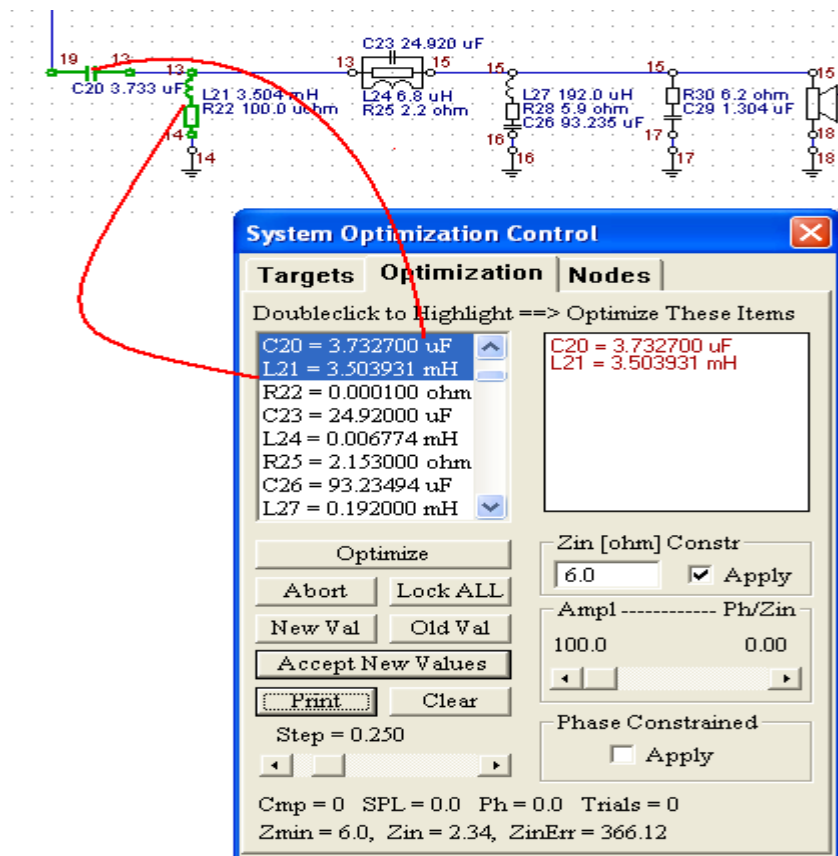 C23 24.920 uF
19 13 13 13 15 15 15 15
C20 3.733 uF
L21 3.504 mH
R22 100.0 uohm
L24 6.8 uH
R25 2.2 ohm
L27 192.0 uH
R28 5.9 ohm
C26 93.235 uF
R30 6.2 ohm
C29 1.304 uF
14 16 17 18
14 16 17 18
System Optimization Control
Targets Optimization Nodes
Doubleclick to Highlight ==> Optimize These Items
C20 = 3.732700 uF
L21 = 3.503931 mH
R22 = 0.000100 ohm
C23 = 24.92000 uF
L24 = 0.006774 mH
R25 = 2.153000 ohm
C26 = 93.23494 uF
L27 = 0.192000 mH
C20 = 3.732700 uF
L21 = 3.503931 mH
Optimize
Abort Lock ALL
New Val Old Val
Accept New Values
Print Clear
Step = 0.250
Zin [ohm] Constr
6.0 Apply
Ampl ------------ Ph/Zin
100.0 0.00
Phase Constrained
Apply
Cmp = 0 SPL = 0.0 Ph = 0.0 Trials = 0
Zmin = 6.0, Zin = 2.34, ZinErr = 366.12